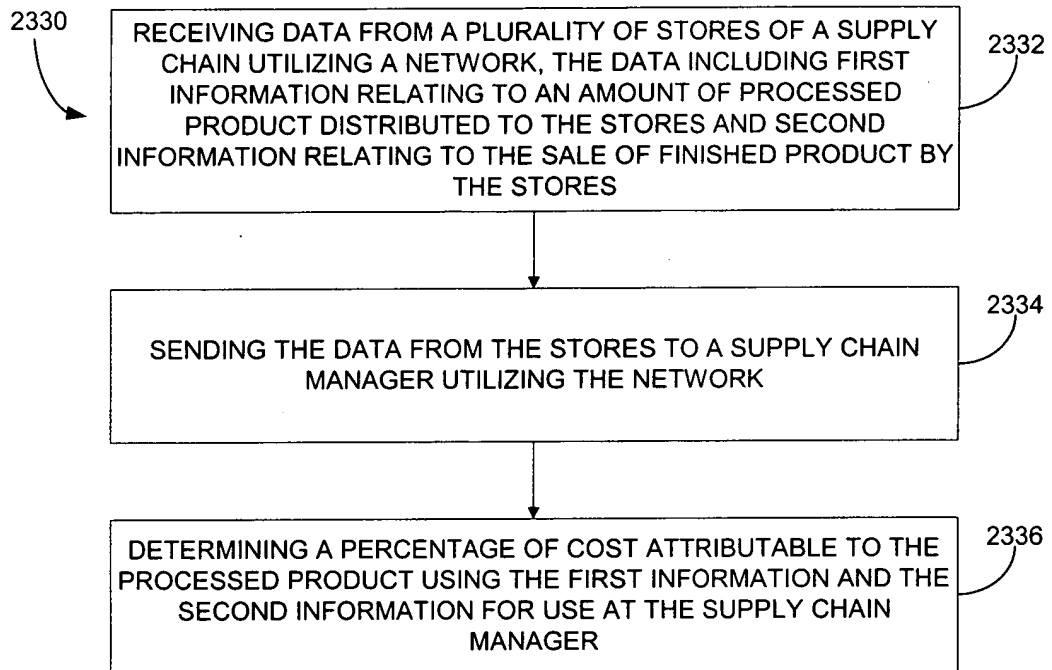 2330
RECEIVING DATA FROM A PLURALITY OF STORES OF A SUPPLY
CHAIN UTILIZING A NETWORK, THE DATA INCLUDING FIRST
INFORMATION RELATING TO AN AMOUNT OF PROCESSED
PRODUCT DISTRIBUTED TO THE STORES AND SECOND
INFORMATION RELATING TO THE SALE OF FINISHED PRODUCT BY
THE STORES
2332
SENDING THE DATA FROM THE STORES TO A SUPPLY CHAIN
MANAGER UTILIZING THE NETWORK
2334
DETERMINING A PERCENTAGE OF COST ATTRIBUTABLE TO THE
PROCESSED PRODUCT USING THE FIRST INFORMATION AND THE
SECOND INFORMATION FOR USE AT THE SUPPLY CHAIN
MANAGER
2336